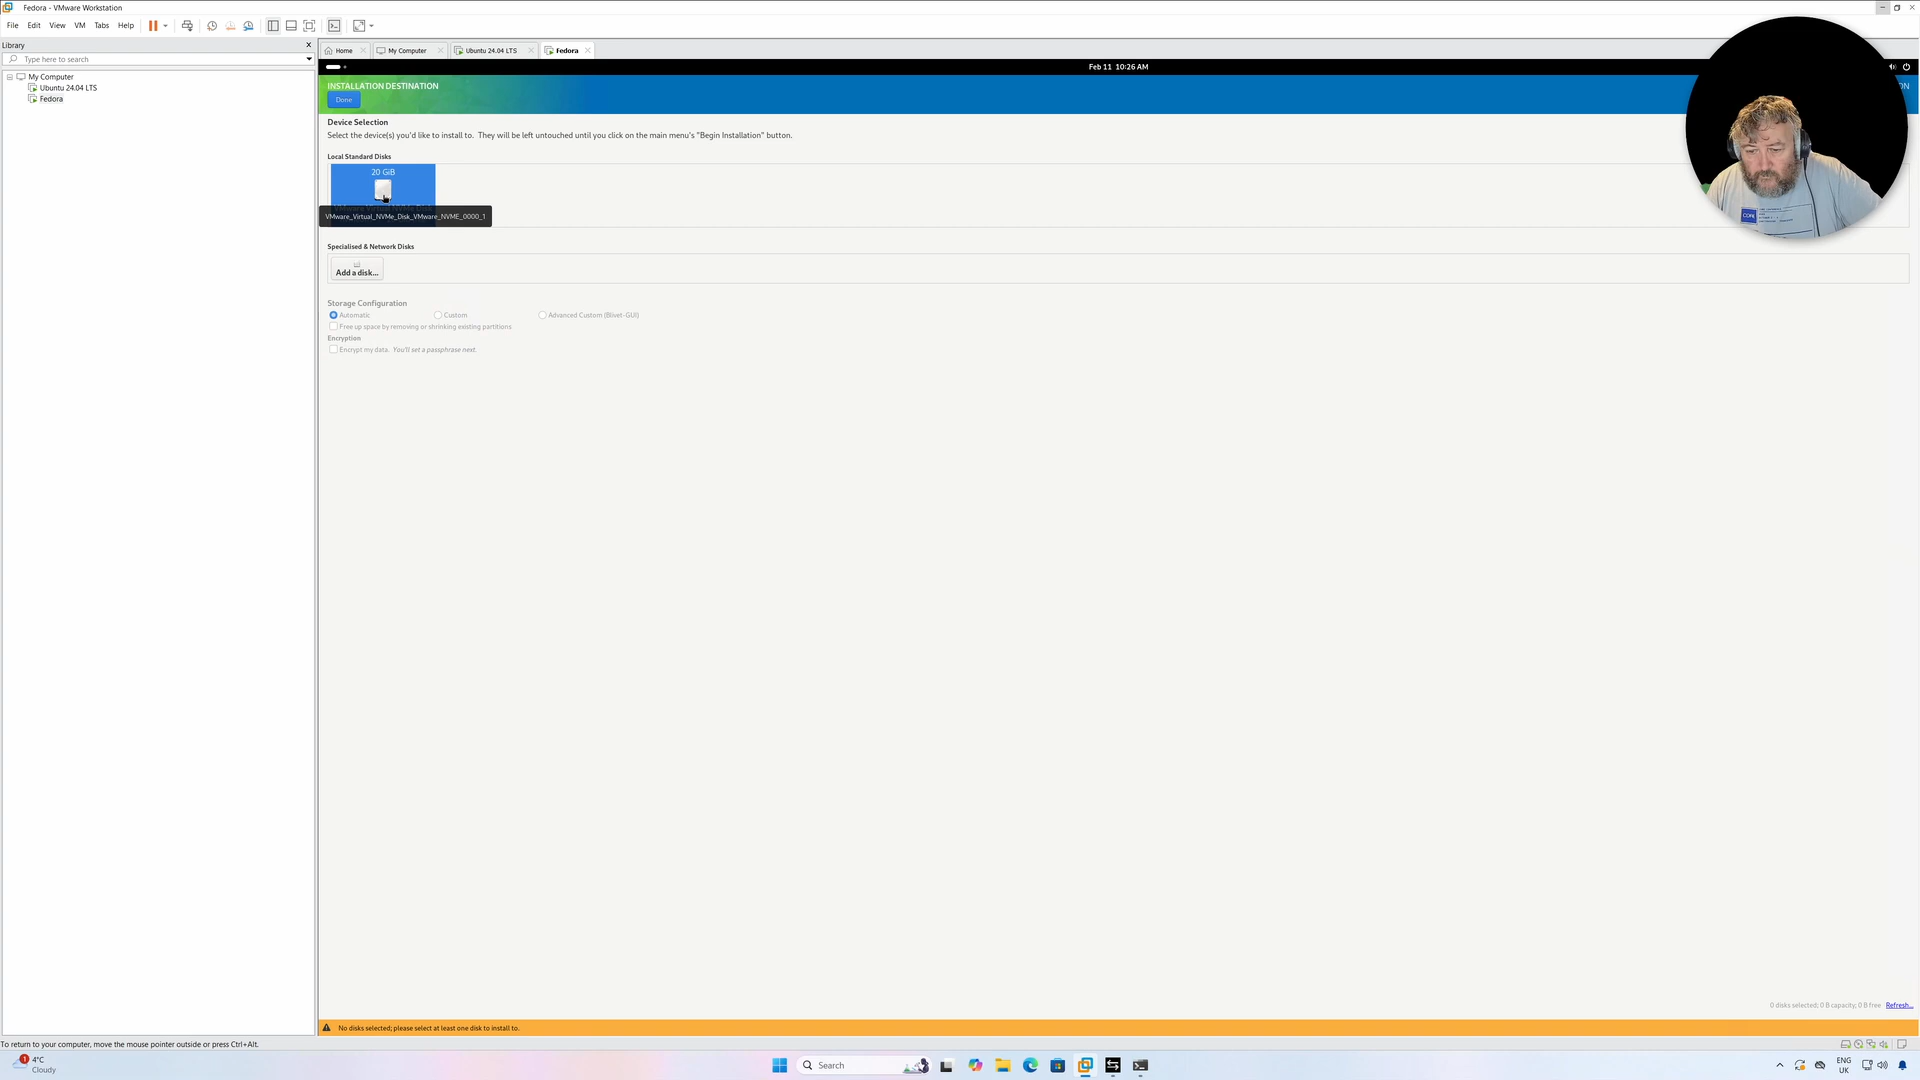 Fedora - VMware Workstation
File Edit View VM Tabs Help
Library
Type here to search
My Computer
Ubuntu 24.04 LTS
Fedora
Home
My Computer
Ubuntu 24.04 LTS
Fedora
Feb 11 10:26 AM
INSTALLATION DESTINATION
Done
Device Selection
Select the device(s) you'd like to install to. They will be left untouched until you click on the main menu's "Begin Installation" button.
Local Standard Disks
20 GiB
VMware_Virtual_NVMe_Disk_VMware_NVME_0000_1
Specialised & Network Disks
Add a disk...
Storage Configuration
Automatic
Custom
Advanced Custom (Blivet-GUI)
Free up space by removing or shrinking existing partitions
Encryption
Encrypt my data. You'll set a passphrase next.
0 disks selected; 0 B capacity; 0 B free Refresh...
No disks selected; please select at least one disk to install to.
To return to your computer, move the mouse pointer outside or press Ctrl+Alt.
1
4°C
Cloudy
Search
ENG
UK